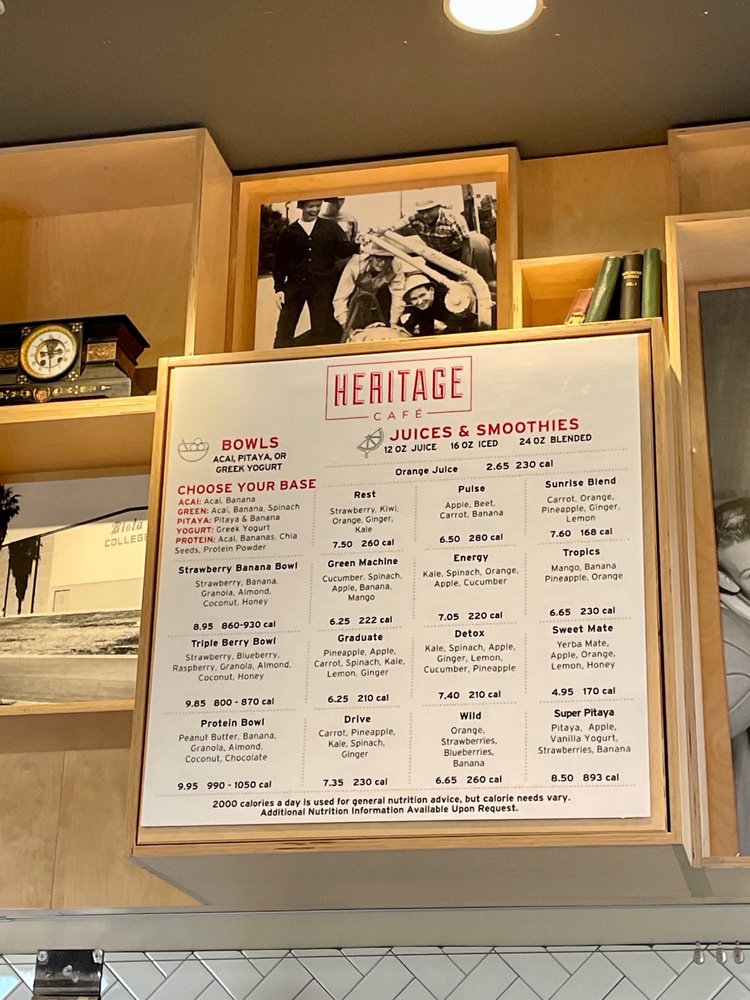 HERITAGE
CAFÉ
BOWLS
ACAI, PITAYA, OR
GREEK YOGURT
CHOOSE YOUR BASE
ACAI: Acai, Banana
GREEN: Acai, Banana, Spinach
PITAYA: Pitaya & Banana
YOGURT: Greek Yogurt
PROTEIN: Acai, Bananas, Chia
Seeds, Protein Powder
Strawberry Banana Bowl
Strawberry, Banana,
Granola, Almond,
Coconut, Honey
8.95 860-930 cal
Triple Berry Bowl
Strawberry, Blueberry,
Raspberry, Granola, Almond,
Coconut, Honey
9.85 800 - 870 cal
Protein Bowl
Peanut Butter, Banana,
Granola, Almond,
Coconut, Chocolate
9.95 990 - 1050 cal
JUICES & SMOOTHIES
12 OZ JUICE 16 OZ ICED 24 OZ BLENDED
Orange Juice 2.65 230 cal
Rest
Strawberry, Kiwi,
Orange, Ginger,
Kale
7.50 260 cal
Pulse
Apple, Beet,
Carrot, Banana
6.50 280 cal
Sunrise Blend
Carrot, Orange,
Pineapple, Ginger,
Lemon
7.60 168 cal
Green Machine
Cucumber, Spinach,
Apple, Banana,
Mango
6.25 222 cal
Energy
Kale, Spinach, Orange,
Apple, Cucumber
7.05 220 cal
Tropics
Mango, Banana
Pineapple, Orange
6.65 230 cal
Graduate
Pineapple, Apple,
Carrot, Spinach, Kale,
Lemon, Ginger
6.25 210 cal
Detox
Kale, Spinach, Apple,
Ginger, Lemon,
Cucumber, Pineapple
7.40 210 cal
Sweet Mate
Yerba Mate,
Apple, Orange,
Lemon, Honey
4.95 170 cal
Drive
Carrot, Pineapple,
Kale, Spinach,
Ginger
7.35 230 cal
Wild
Orange,
Strawberries,
Blueberries,
Banana
6.65 260 cal
Super Pitaya
Pitaya, Apple,
Vanilla Yogurt,
Strawberries, Banana
8.50 893 cal
2000 calories a day is used for general nutrition advice, but calorie needs vary.
Additional Nutrition Information Available Upon Request.
Biola
COLLEGE